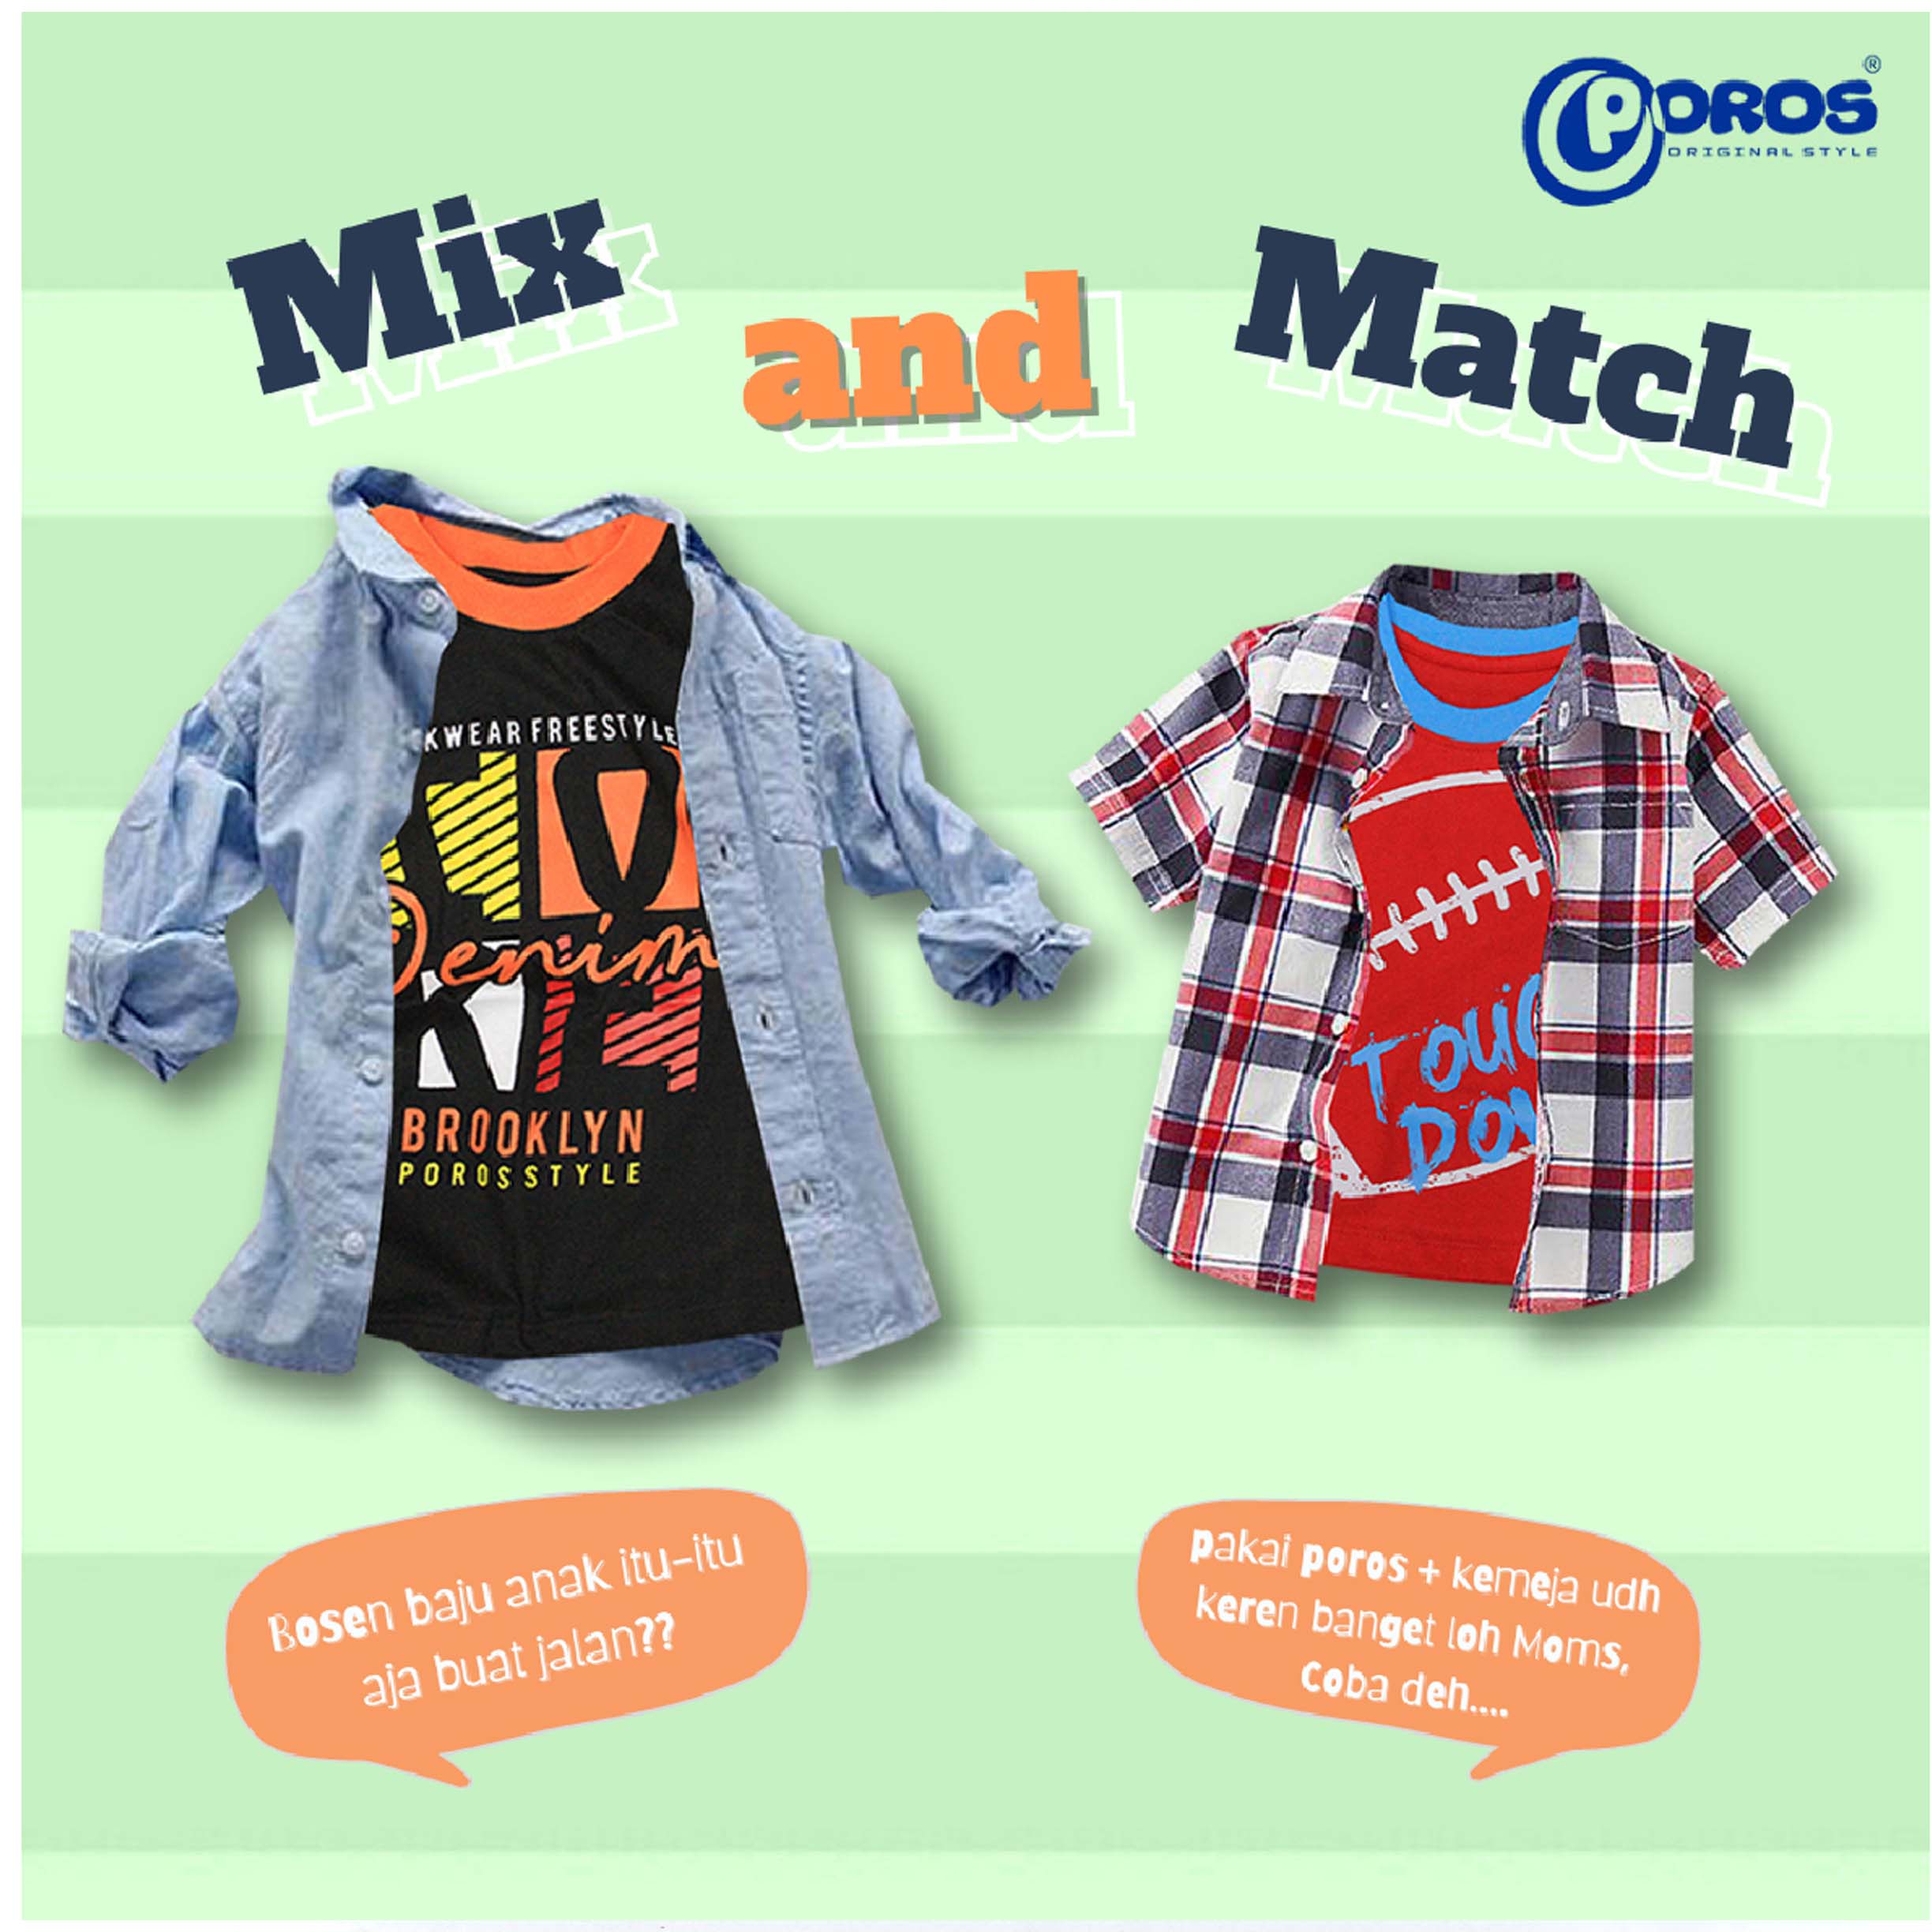 POROS®
ORIGINAL STYLE
Mix and Match
KWEAR FREESTYLE
Denim
BROOKLYN
POROSSTYLE
TOUC
DOW
Bosen baju anak itu-itu
aja buat jalan??
pakai poros + kemeja udh
keren banget loh Moms,
Coba deh....